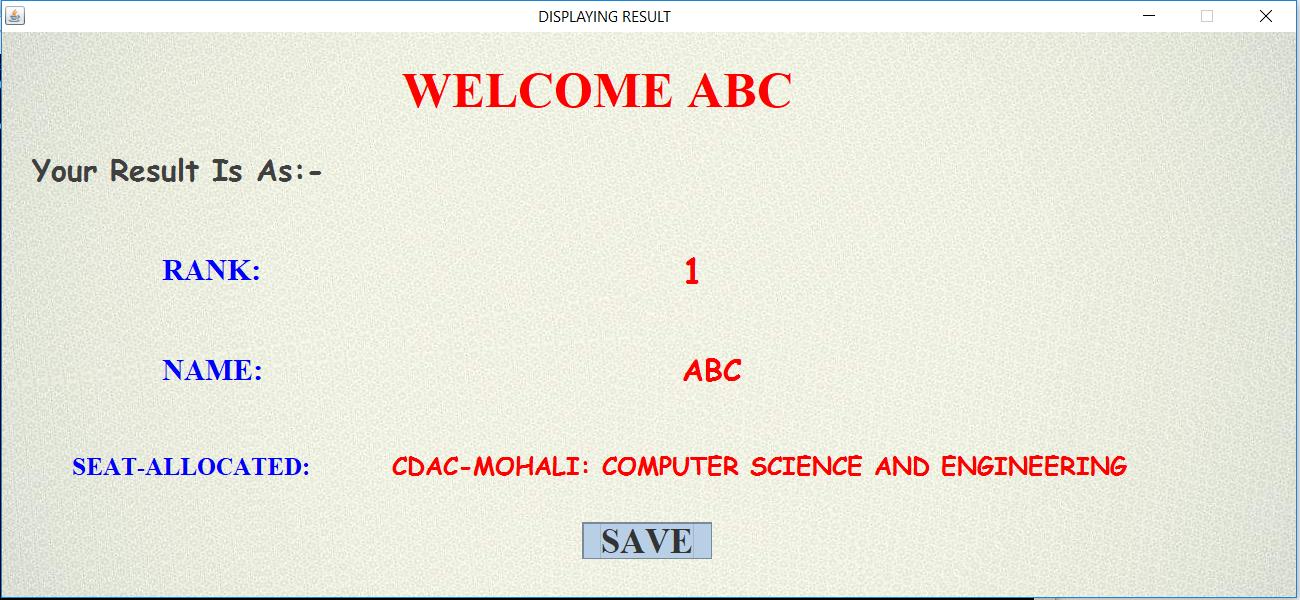 DISPLAYING RESULT
WELCOME ABC
Your Result Is As:-
RANK: 1
NAME: ABC
SEAT-ALLOCATED: CDAC-MOHALI: COMPUTER SCIENCE AND ENGINEERING
SAVE